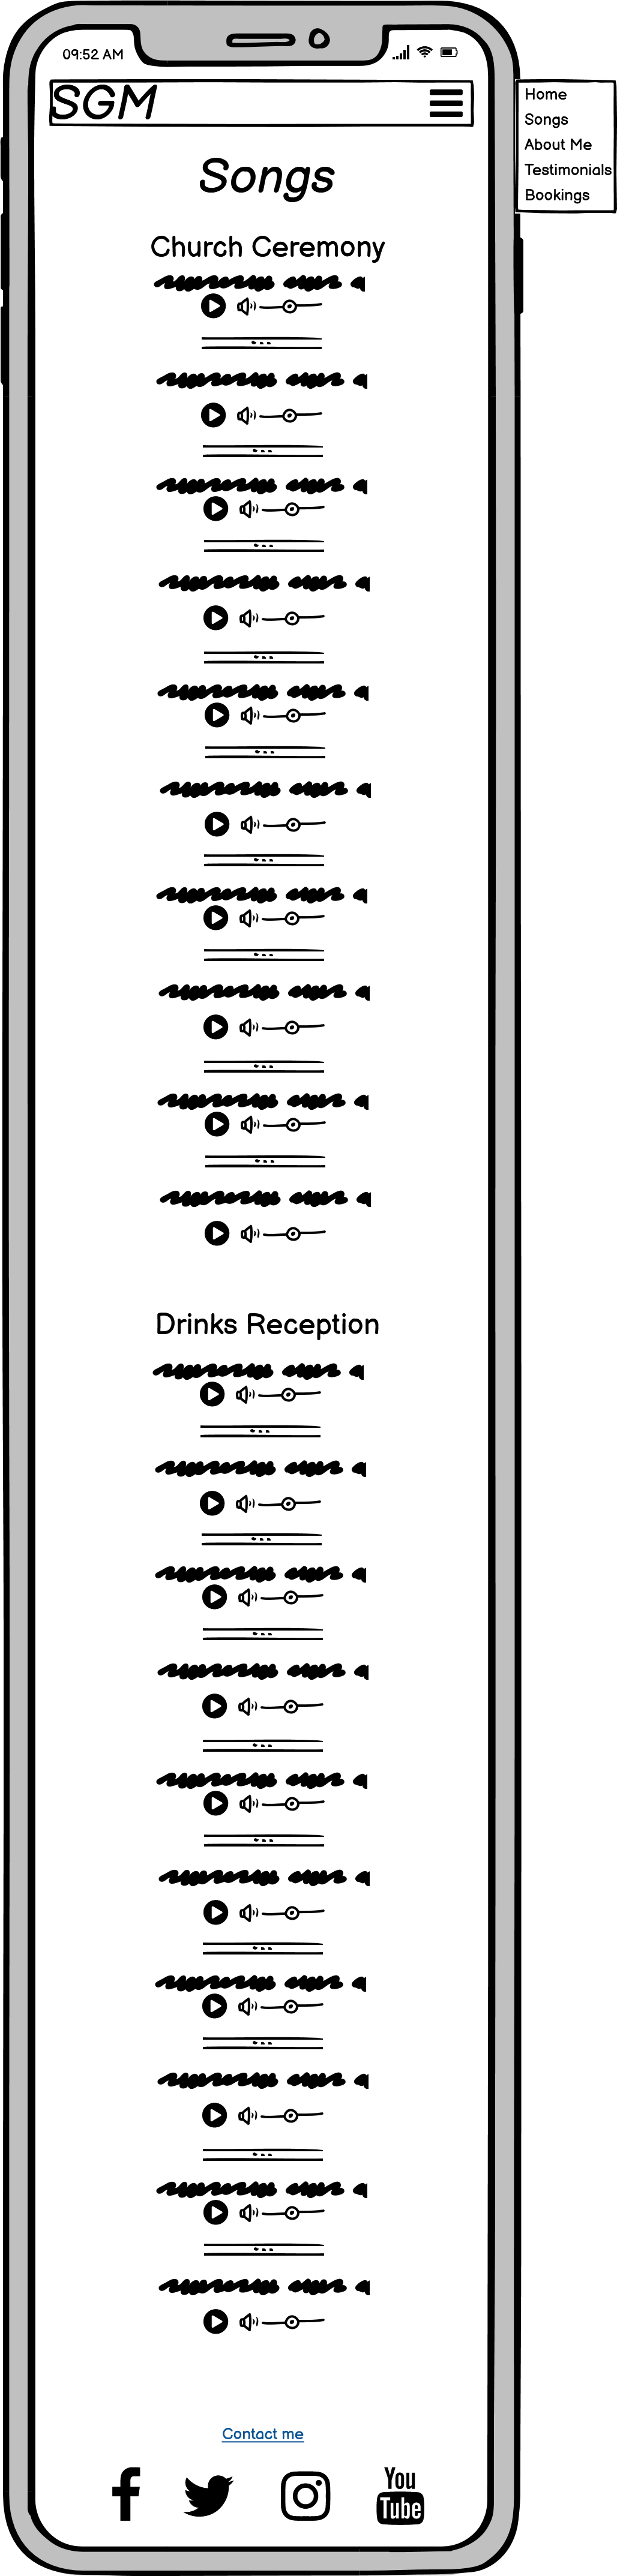 09:52 AM
SGM
Home
Songs
About Me
Testimonials
Bookings
Songs
Church Ceremony
Drinks Reception
Contact me
You
Tube